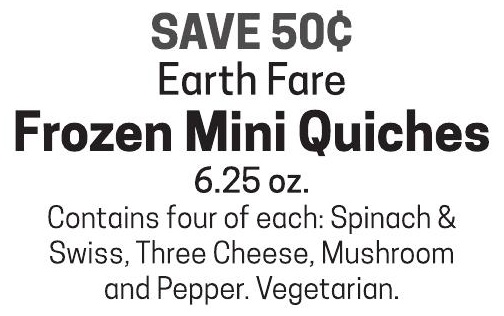 SAVE 50¢
Earth Fare
Frozen Mini Quiches
6.25 oz.
Contains four of each: Spinach &
Swiss, Three Cheese, Mushroom
and Pepper. Vegetarian.